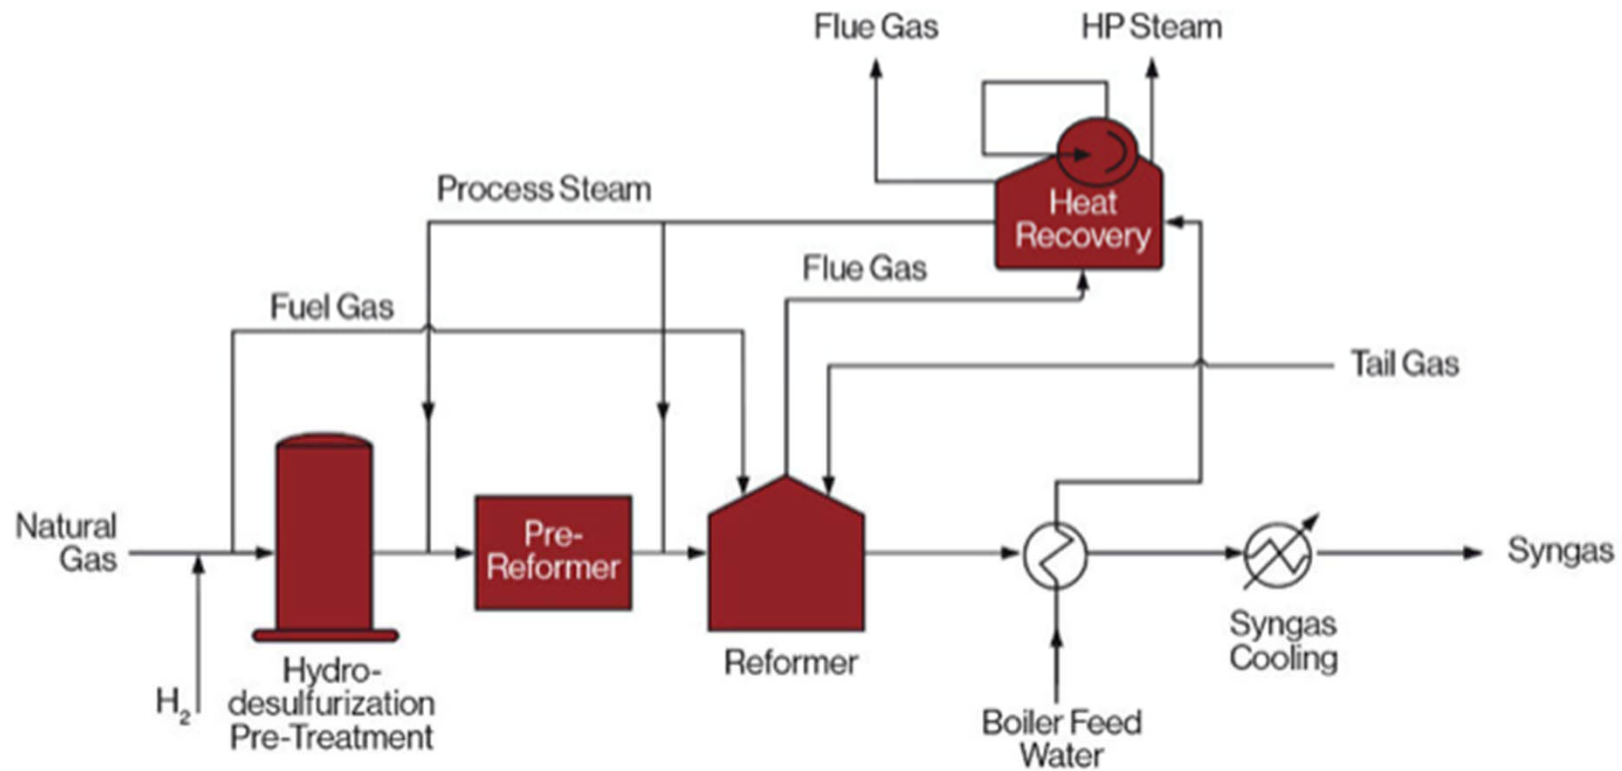 Flue Gas
HP Steam
Process Steam
Heat
Recovery
Flue Gas
Fuel Gas
Tail Gas
Natural
Gas
Pre-
Reformer
Syngas
Reformer
Syngas
Cooling
H₂
Hydro-
desulfurization
Pre-Treatment
Boiler Feed
Water